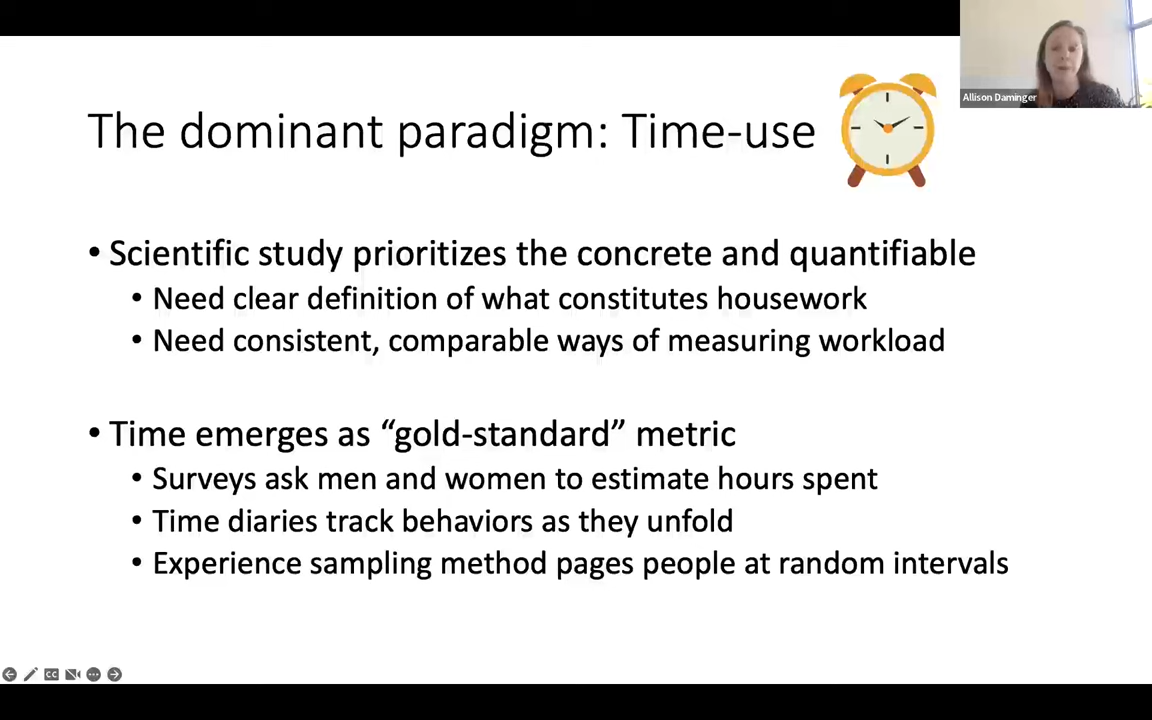 Allison Daminger
The dominant paradigm: Time-use
• Scientific study prioritizes the concrete and quantifiable
• Need clear definition of what constitutes housework
• Need consistent, comparable ways of measuring workload
• Time emerges as “gold-standard” metric
• Surveys ask men and women to estimate hours spent
• Time diaries track behaviors as they unfold
• Experience sampling method pages people at random intervals
CC